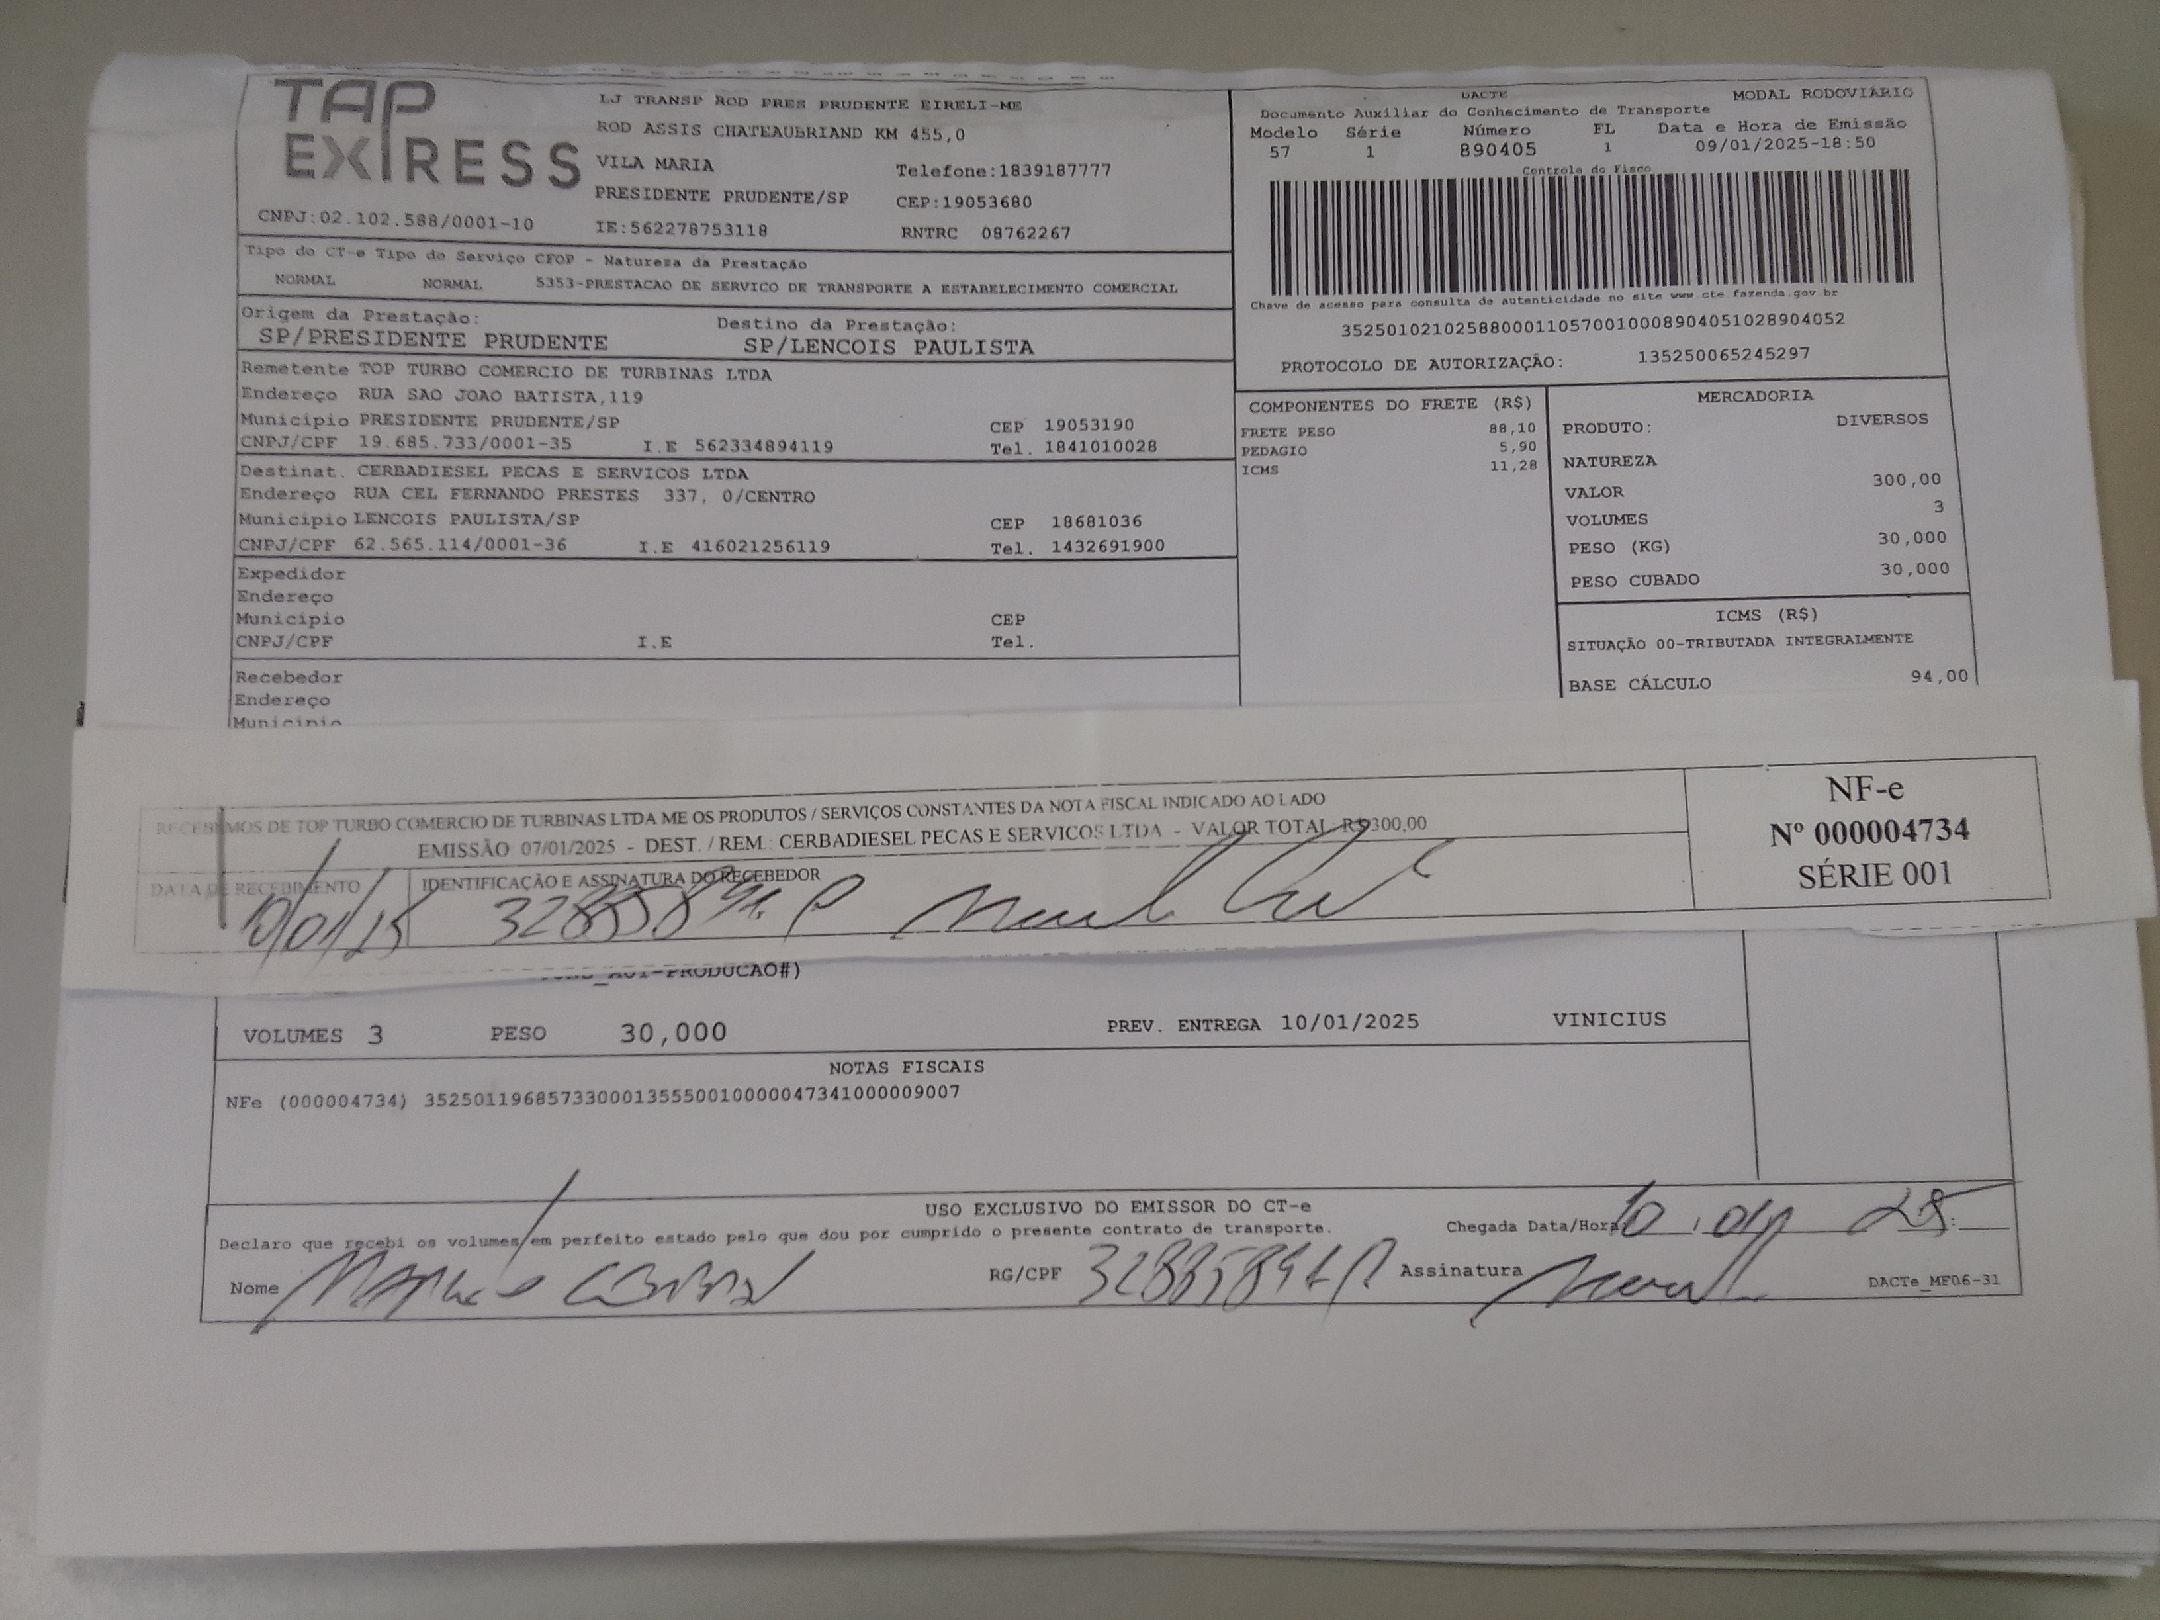 TAP EXPRESS
LJ TRANSP ROD PRES PRUDENTE EIRELI-ME
ROD ASSIS CHATEAUBRIAND KM 455,0
VILA MARIA Telefone:1839187777
PRESIDENTE PRUDENTE/SP CEP:19053680
CNPJ:02.102.588/0001-10 IE:562278753118 RNTRC 08762267
DACTE MODAL RODOVIÁRIO
Documento Auxiliar do Conhecimento de Transporte
Modelo Série Número FL Data e Hora de Emissão
57 1 890405 1 09/01/2025-18:50
Controle do Fisco
Chave de acesso para consulta de autenticidade no site www.cte.fazenda.gov.br
35250102102588000110570010008904051028904052
PROTOCOLO DE AUTORIZAÇÃO: 135250065245297
Tipo do CT-e Tipo do Serviço CFOP - Natureza da Prestação
NORMAL NORMAL 5353-PRESTACAO DE SERVICO DE TRANSPORTE A ESTABELECIMENTO COMERCIAL
Origem da Prestação: Destino da Prestação:
SP/PRESIDENTE PRUDENTE SP/LENCOIS PAULISTA
Remetente TOP TURBO COMERCIO DE TURBINAS LTDA
Endereço RUA SAO JOAO BATISTA,119
Município PRESIDENTE PRUDENTE/SP CEP 19053190
CNPJ/CPF 19.685.733/0001-35 I.E 562334894119 Tel. 1841010028
Destinat. CERBADIESEL PECAS E SERVICOS LTDA
Endereço RUA CEL FERNANDO PRESTES 337, 0/CENTRO
Município LENCOIS PAULISTA/SP CEP 18681036
CNPJ/CPF 62.565.114/0001-36 I.E 416021256119 Tel. 1432691900
Expedidor
Endereço
Município CEP
CNPJ/CPF I.E Tel.
Recebedor
Endereço
Município
COMPONENTES DO FRETE (R$)
FRETE PESO 88,10
PEDAGIO 5,90
ICMS 11,28
MERCADORIA
PRODUTO: DIVERSOS
NATUREZA
VALOR 300,00
VOLUMES 3
PESO (KG) 30,000
PESO CUBADO 30,000
ICMS (R$)
SITUAÇÃO 00-TRIBUTADA INTEGRALMENTE
BASE CÁLCULO 94,00
RECEBEMOS DE TOP TURBO COMERCIO DE TURBINAS LTDA ME OS PRODUTOS / SERVIÇOS CONSTANTES DA NOTA FISCAL INDICADO AO LADO
EMISSÃO 07/01/2025 - DEST. / REM.: CERBADIESEL PECAS E SERVICOS LTDA - VALOR TOTAL R$300,00
DATA DE RECEBIMENTO IDENTIFICAÇÃO E ASSINATURA DO RECEBEDOR
10/01/25
NF-e
Nº 000004734
SÉRIE 001
VOLUMES 3 PESO 30,000 PREV. ENTREGA 10/01/2025 VINICIUS
NOTAS FISCAIS
NFe (000004734) 35250119685733000135550010000047341000009007
USO EXCLUSIVO DO EMISSOR DO CT-e
Declaro que recebi os volumes em perfeito estado pelo que dou por cumprido o presente contrato de transporte. Chegada Data/Hora
Nome RG/CPF Assinatura DACTe_MF06-31